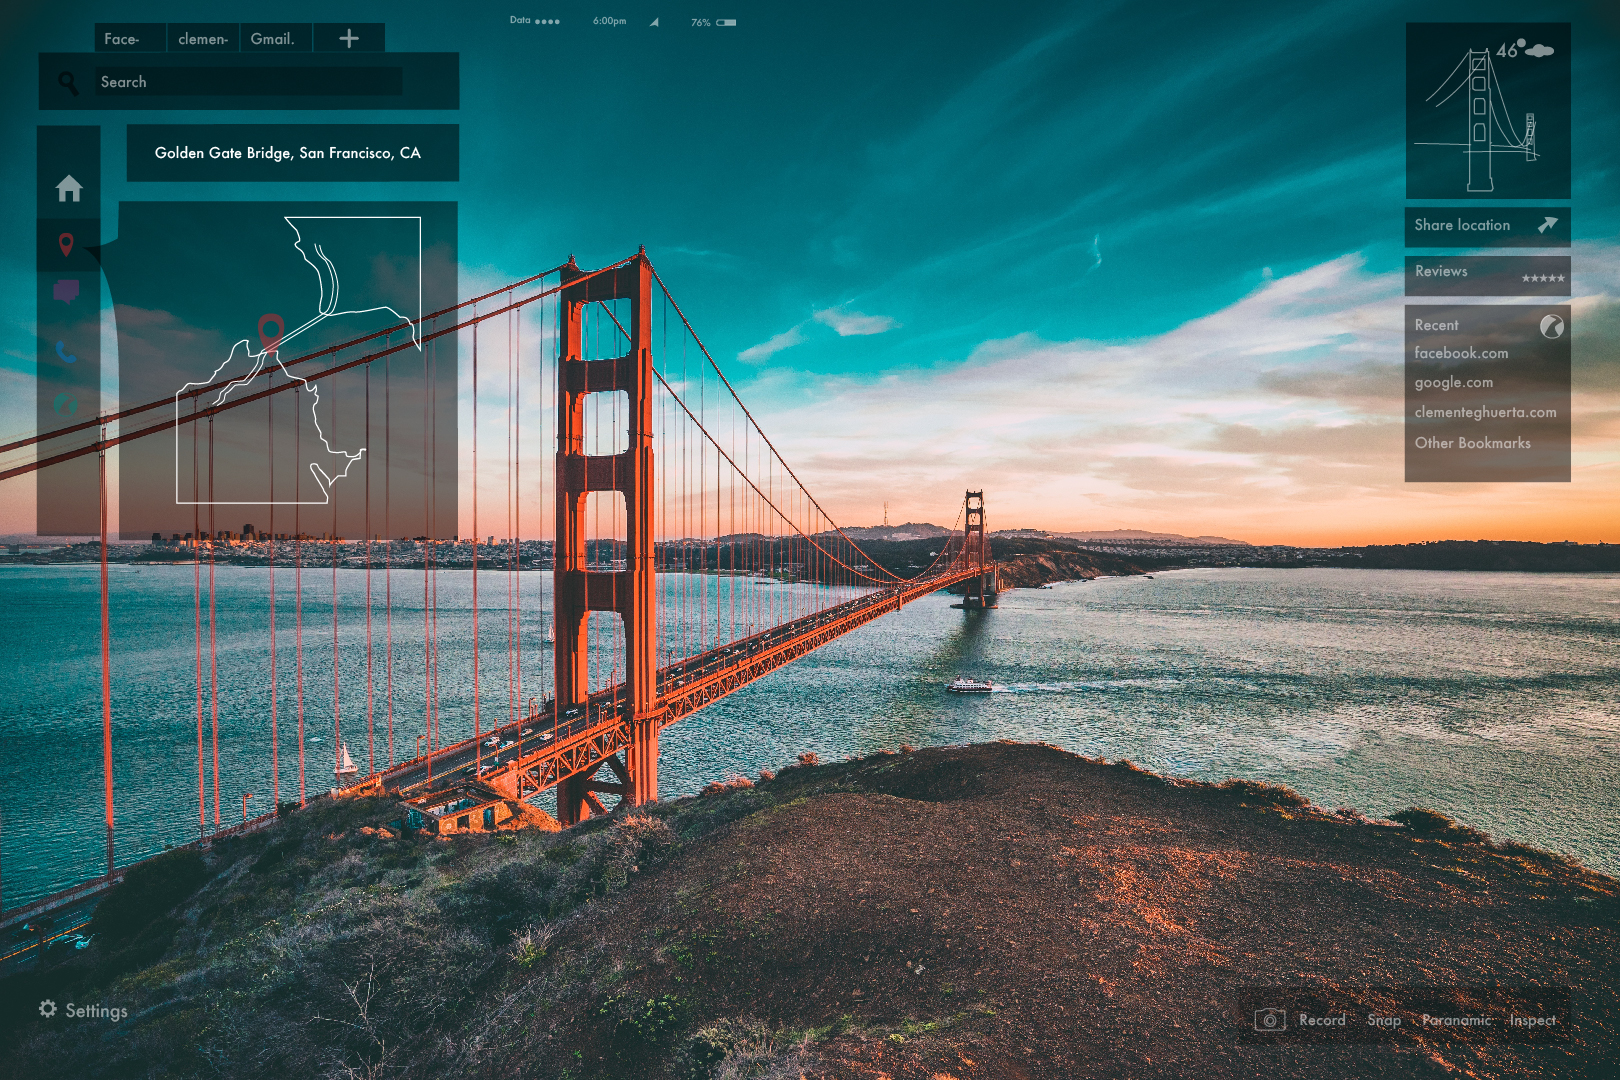 Data 6:00pm 76%
Face-
clemen-
Gmail.
Search
Golden Gate Bridge, San Francisco, CA
46°
Share location
Reviews
Recent
facebook.com
google.com
clementeghuerta.com
Other Bookmarks
Settings
Record Snap Paranamic Inspect